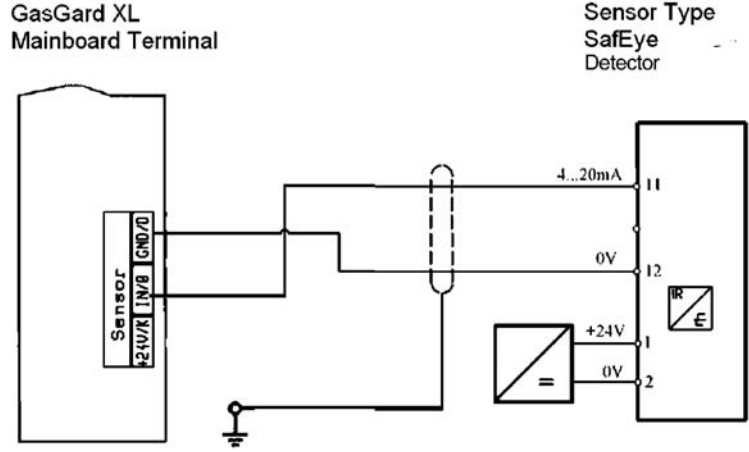 GasGard XL
Mainboard Terminal
Sensor Type
SafEye
Detector
4...20mA
11
Sensor
GND/D
IN/B
+24V/K
0V
12
IR
E
+24V
1
=
0V
2